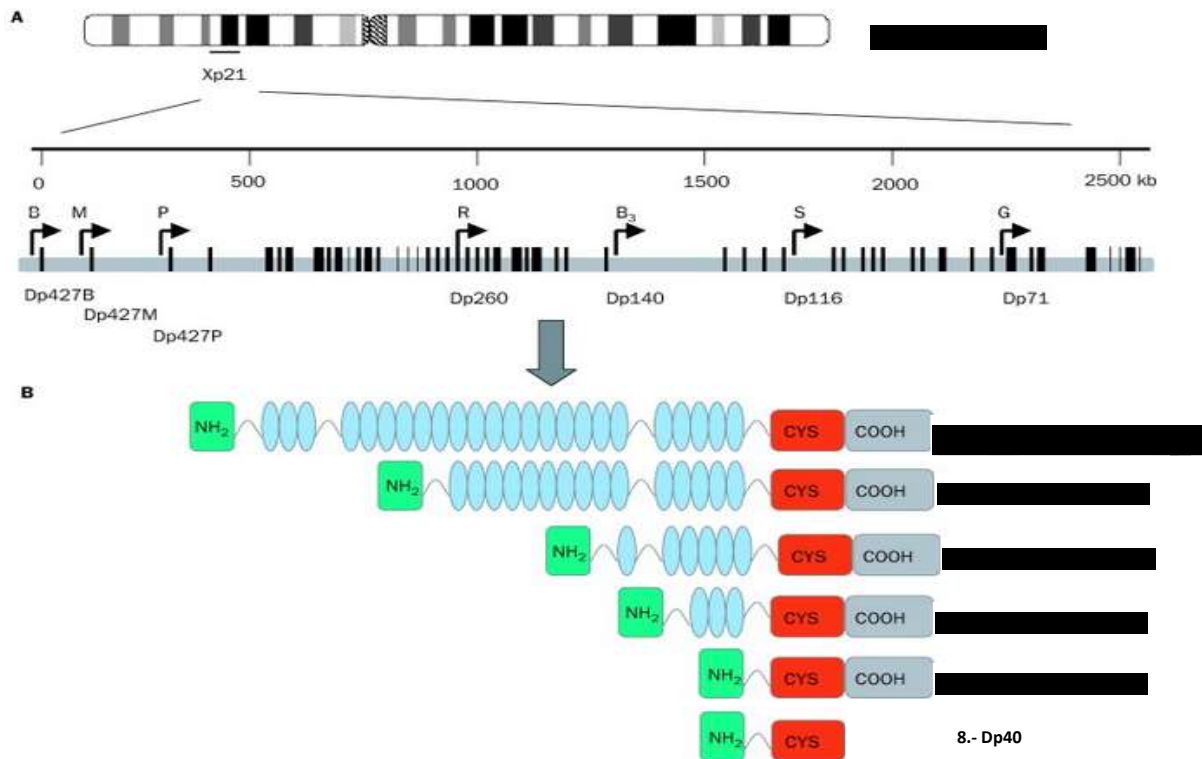 A
Xp21
0 500 1000 1500 2000 2500 kb
B M P R B3 S G
Dp427B Dp260 Dp140 Dp116 Dp71
Dp427M
Dp427P
B
NH2 CYS COOH
NH2 CYS COOH
NH2 CYS COOH
NH2 CYS COOH
NH2 CYS COOH
NH2 CYS 8.- Dp40